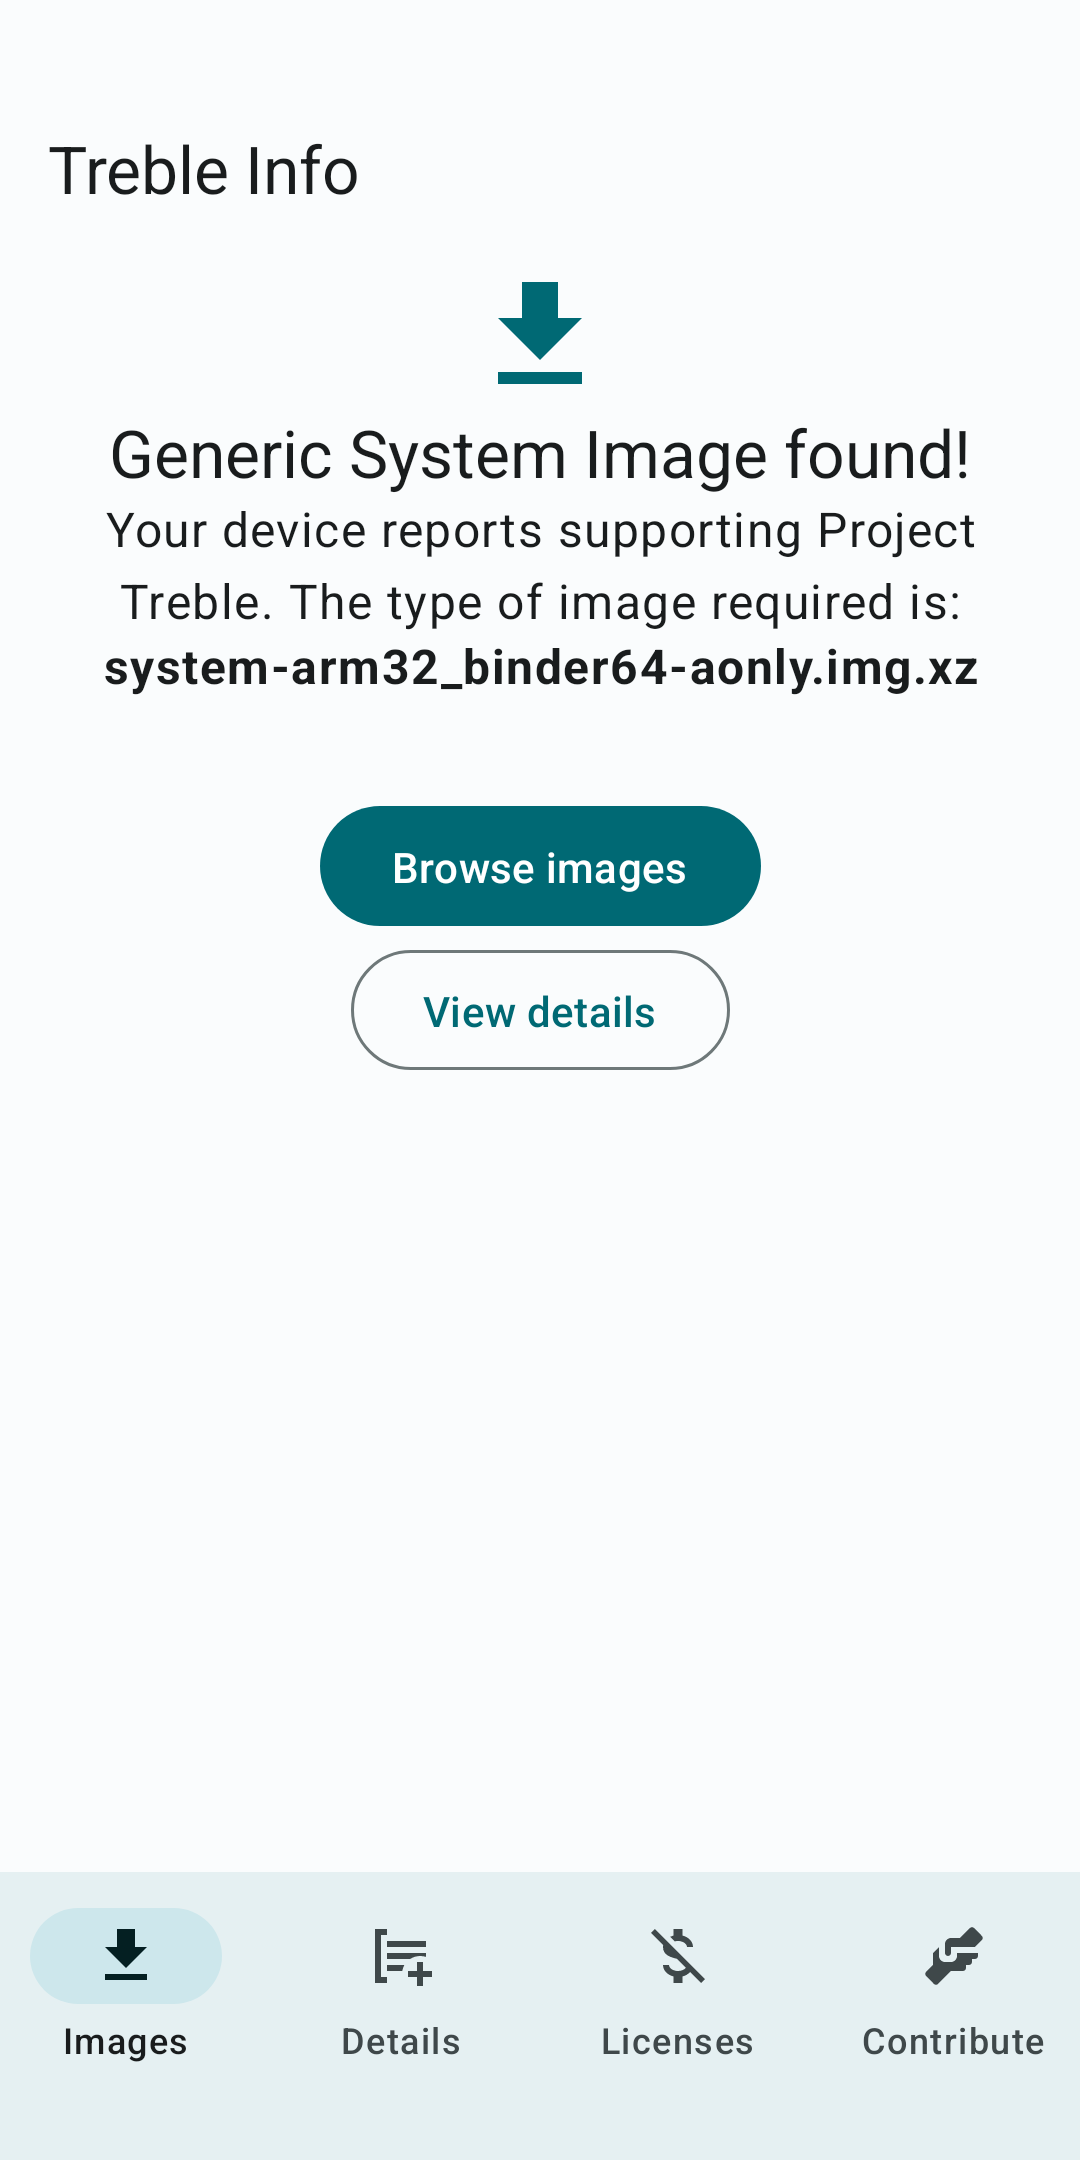 Treble Info
Generic System Image found!
Your device reports supporting Project
Treble. The type of image required is:
system-arm32_binder64-aonly.img.xz
Browse images
View details
Images
Details
Licenses
Contribute